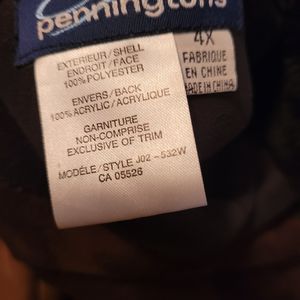 penningtons
4X
FABRIQUE
EN CHINE
MADE IN CHINA
EXTERIEUR/SHELL
ENDROIT/FACE
100% POLYESTER
ENVERS/BACK
100% ACRYLIC/ACRYLIQUE
GARNITURE
NON-COMPRISE
EXCLUSIVE OF TRIM
MODÈLE/STYLE J02 -532W
CA 05526